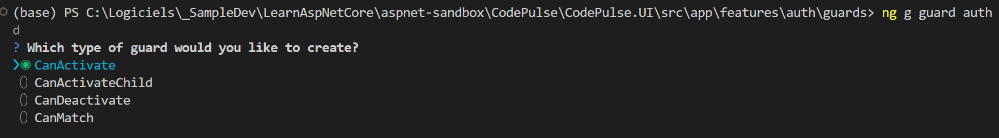 (base) PS C:\Logiciels\_SampleDev\LearnAspNetCore\aspnet-sandbox\CodePulse\CodePulse.UI\src\app\features\auth\guards> ng g guard auth
d
? Which type of guard would you like to create?
❯◉ CanActivate
◯ CanActivateChild
◯ CanDeactivate
◯ CanMatch